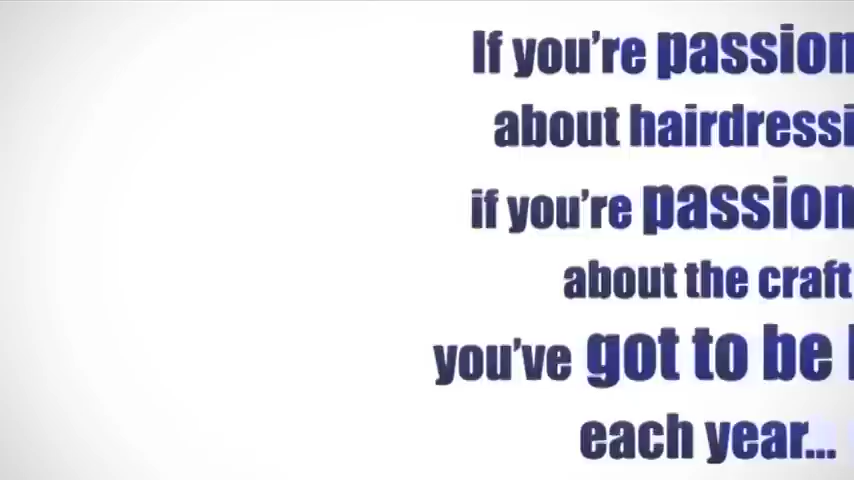 If you're passion
about hairdressi
if you're passion
about the craft
you've got to be
each year...